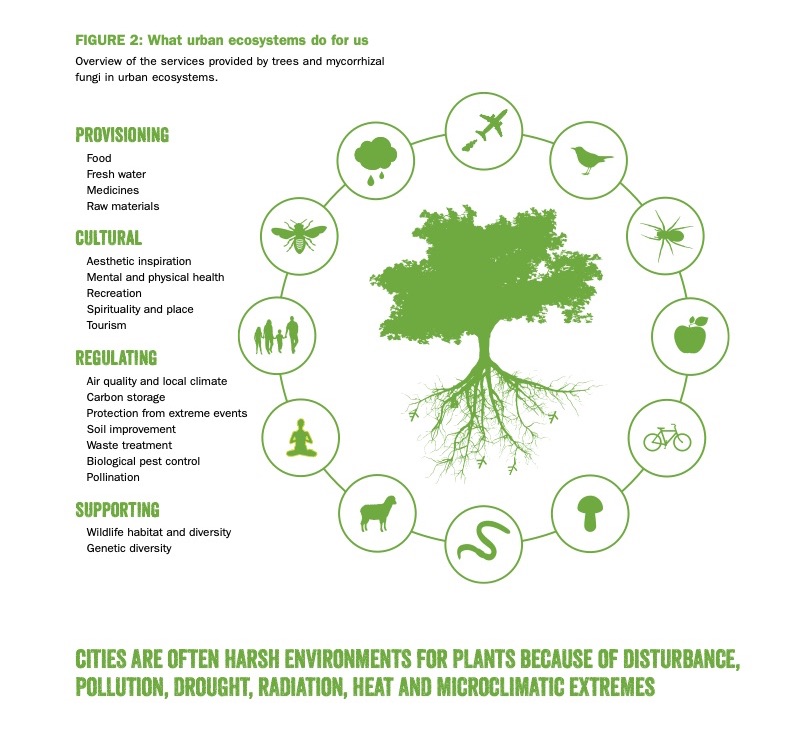 FIGURE 2: What urban ecosystems do for us
Overview of the services provided by trees and mycorrhizal
fungi in urban ecosystems.
PROVISIONING
Food
Fresh water
Medicines
Raw materials
CULTURAL
Aesthetic inspiration
Mental and physical health
Recreation
Spirituality and place
Tourism
REGULATING
Air quality and local climate
Carbon storage
Protection from extreme events
Soil improvement
Waste treatment
Biological pest control
Pollination
SUPPORTING
Wildlife habitat and diversity
Genetic diversity
CITIES ARE OFTEN HARSH ENVIRONMENTS FOR PLANTS BECAUSE OF DISTURBANCE,
POLLUTION, DROUGHT, RADIATION, HEAT AND MICROCLIMATIC EXTREMES